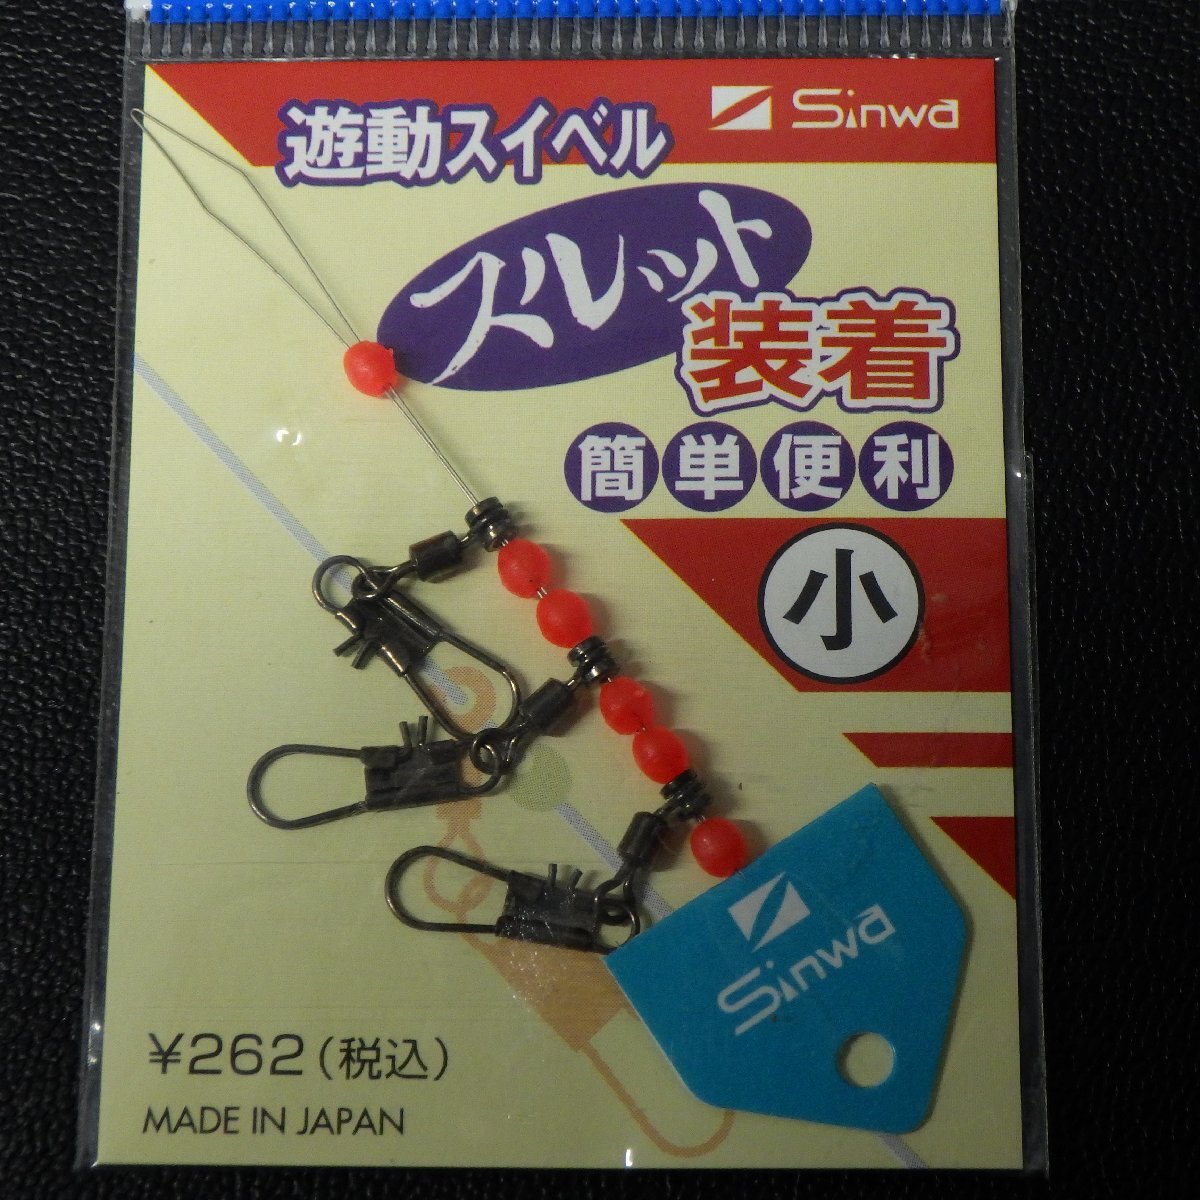 Sinwa
遊動スイベル
スレット
装着
簡単便利
小
Sinwa
¥262(税込)
MADE IN JAPAN